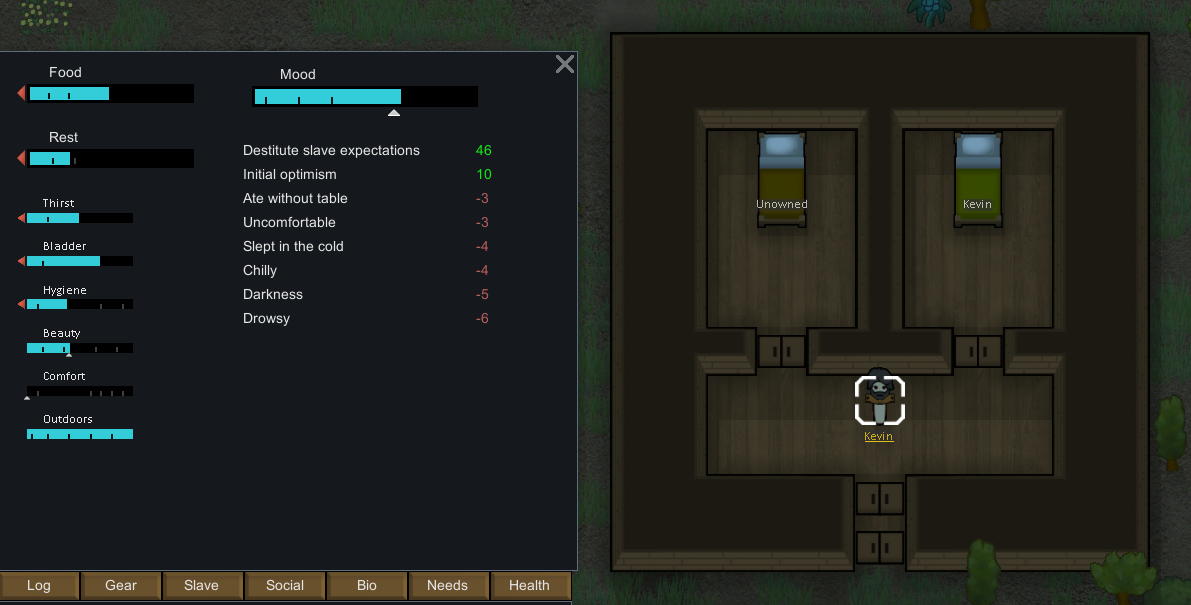 Food
Mood
Rest
Destitute slave expectations 46
Initial optimism 10
Ate without table -3
Thirst
Uncomfortable -3
Bladder
Slept in the cold -4
Chilly -4
Hygiene
Darkness -5
Drowsy -6
Beauty
Comfort
Outdoors
Log Gear Slave Social Bio Needs Health
Unowned
Kevin
Kevin